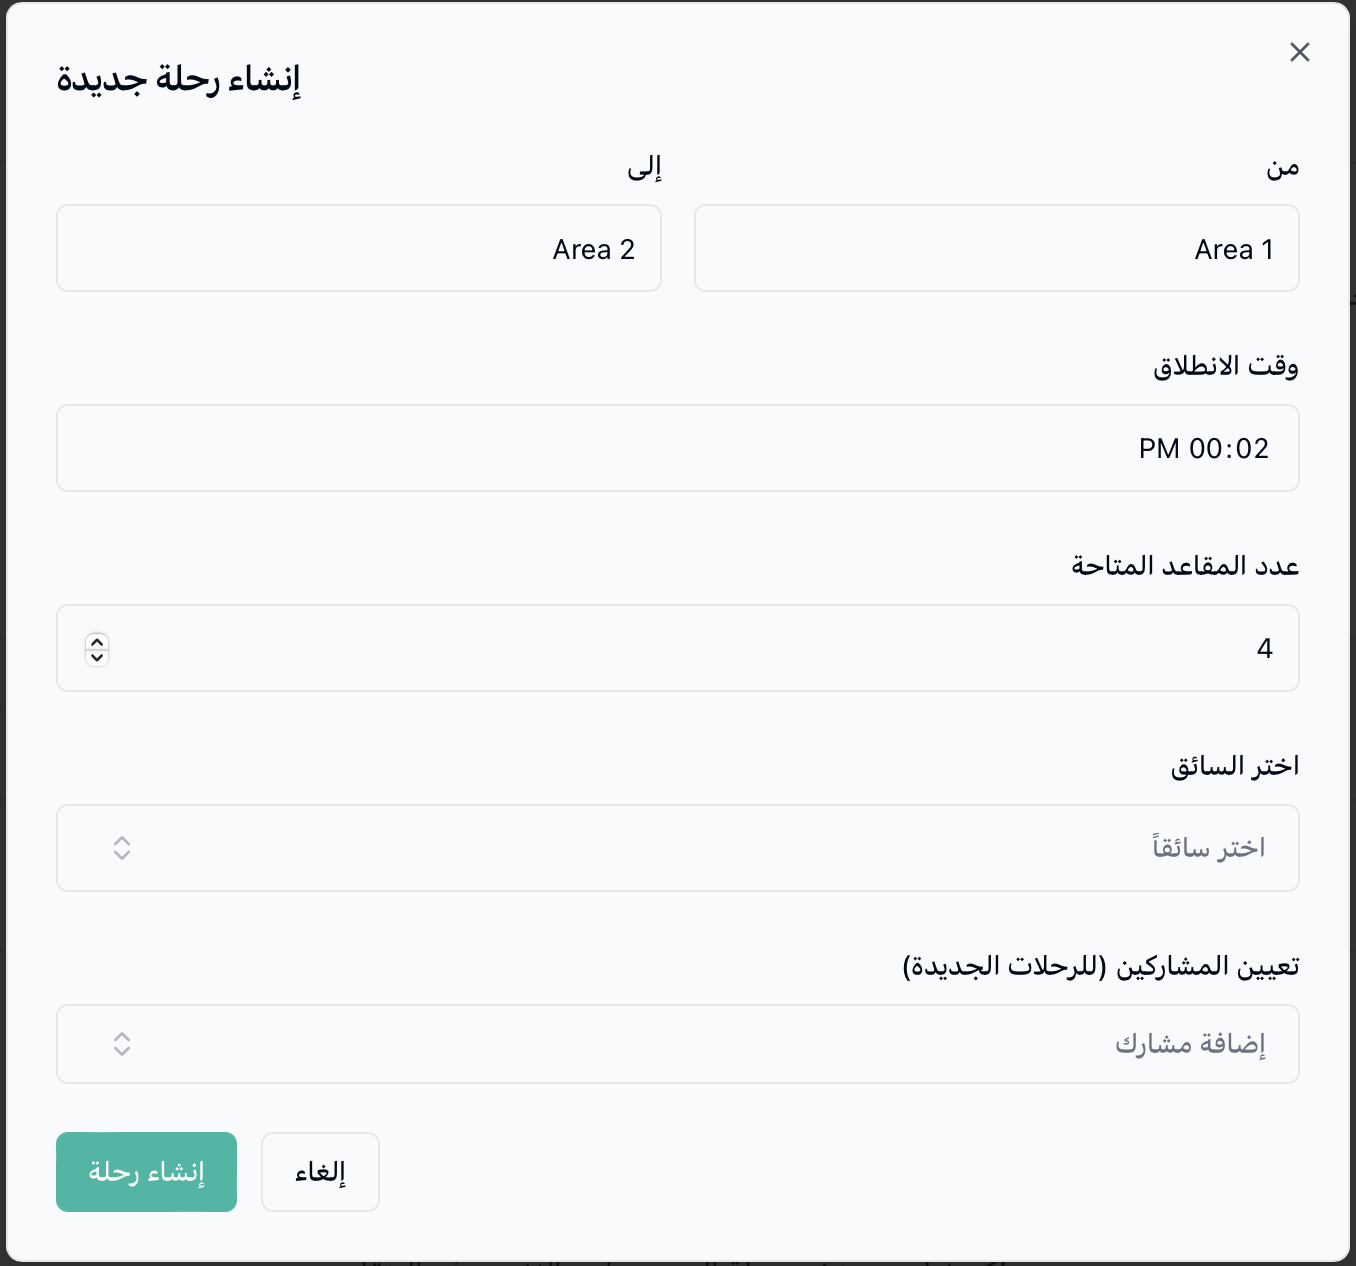 إنشاء رحلة جديدة
من
إلى
Area 1
Area 2
وقت الانطلاق
PM 00:02
عدد المقاعد المتاحة
4
اختر السائق
اختر سائقاً
تعيين المشاركين (للرحلات الجديدة)
إضافة مشارك
إلغاء
إنشاء رحلة